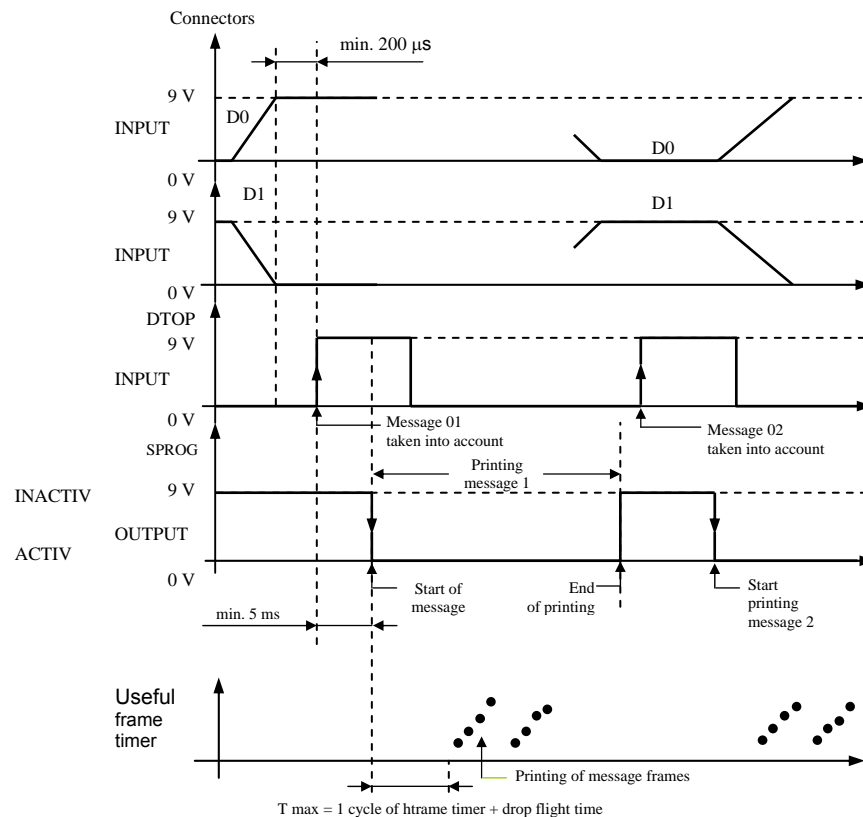 Connectors
min. 200 µs
9 V
D0
INPUT
D0
0 V
D1
9 V
D1
INPUT
0 V
DTOP
9 V
INPUT
0 V
Message 01
taken into account
Message 02
taken into account
SPROG
Printing
message 1
INACTIV
9 V
OUTPUT
ACTIV
0 V
Start of
message
End
of printing
Start
printing
message 2
min. 5 ms
Useful
frame
timer
Printing of message frames
T max = 1 cycle of htrame timer + drop flight time